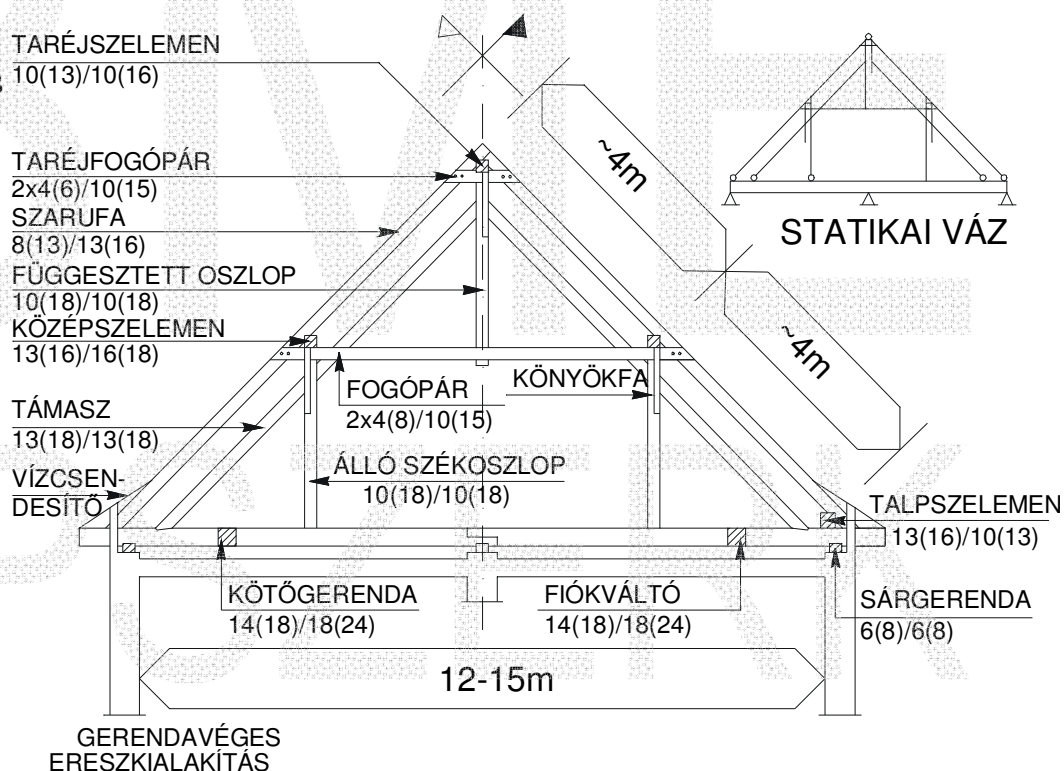 TARÉJSZELEMEN
10(13)/10(16)
TARÉJFOGÓPÁR
2x4(6)/10(15)
SZARUFA
8(13)/13(16)
FÜGGESZTETT OSZLOP
10(18)/10(18)
KÖZÉPSZELEMEN
13(16)/16(18)
TÁMASZ
13(18)/13(18)
VÍZCSEN-
DESÍTŐ
~4m
~4m
STATIKAI VÁZ
FOGÓPÁR
2x4(8)/10(15)
KÖNYÖKFA
ÁLLÓ SZÉKOSZLOP
10(18)/10(18)
TALPSZELEMEN
13(16)/10(13)
KÖTŐGERENDA
14(18)/18(24)
FIÓKVÁLTÓ
14(18)/18(24)
SÁRGERENDA
6(8)/6(8)
12-15m
GERENDAVÉGES
ERESZKIALAKÍTÁS